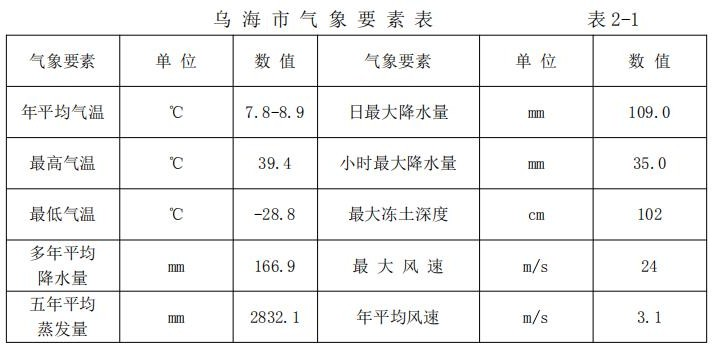 乌海市气象要素表 表2-1
气象要素 单位 数值 气象要素 单位 数值
年平均气温 ℃ 7.8-8.9 日最大降水量 mm 109.0
最高气温 ℃ 39.4 小时最大降水量 mm 35.0
最低气温 ℃ -28.8 最大冻土深度 cm 102
多年平均
降水量 mm 166.9 最大风速 m/s 24
五年平均
蒸发量 mm 2832.1 年平均风速 m/s 3.1